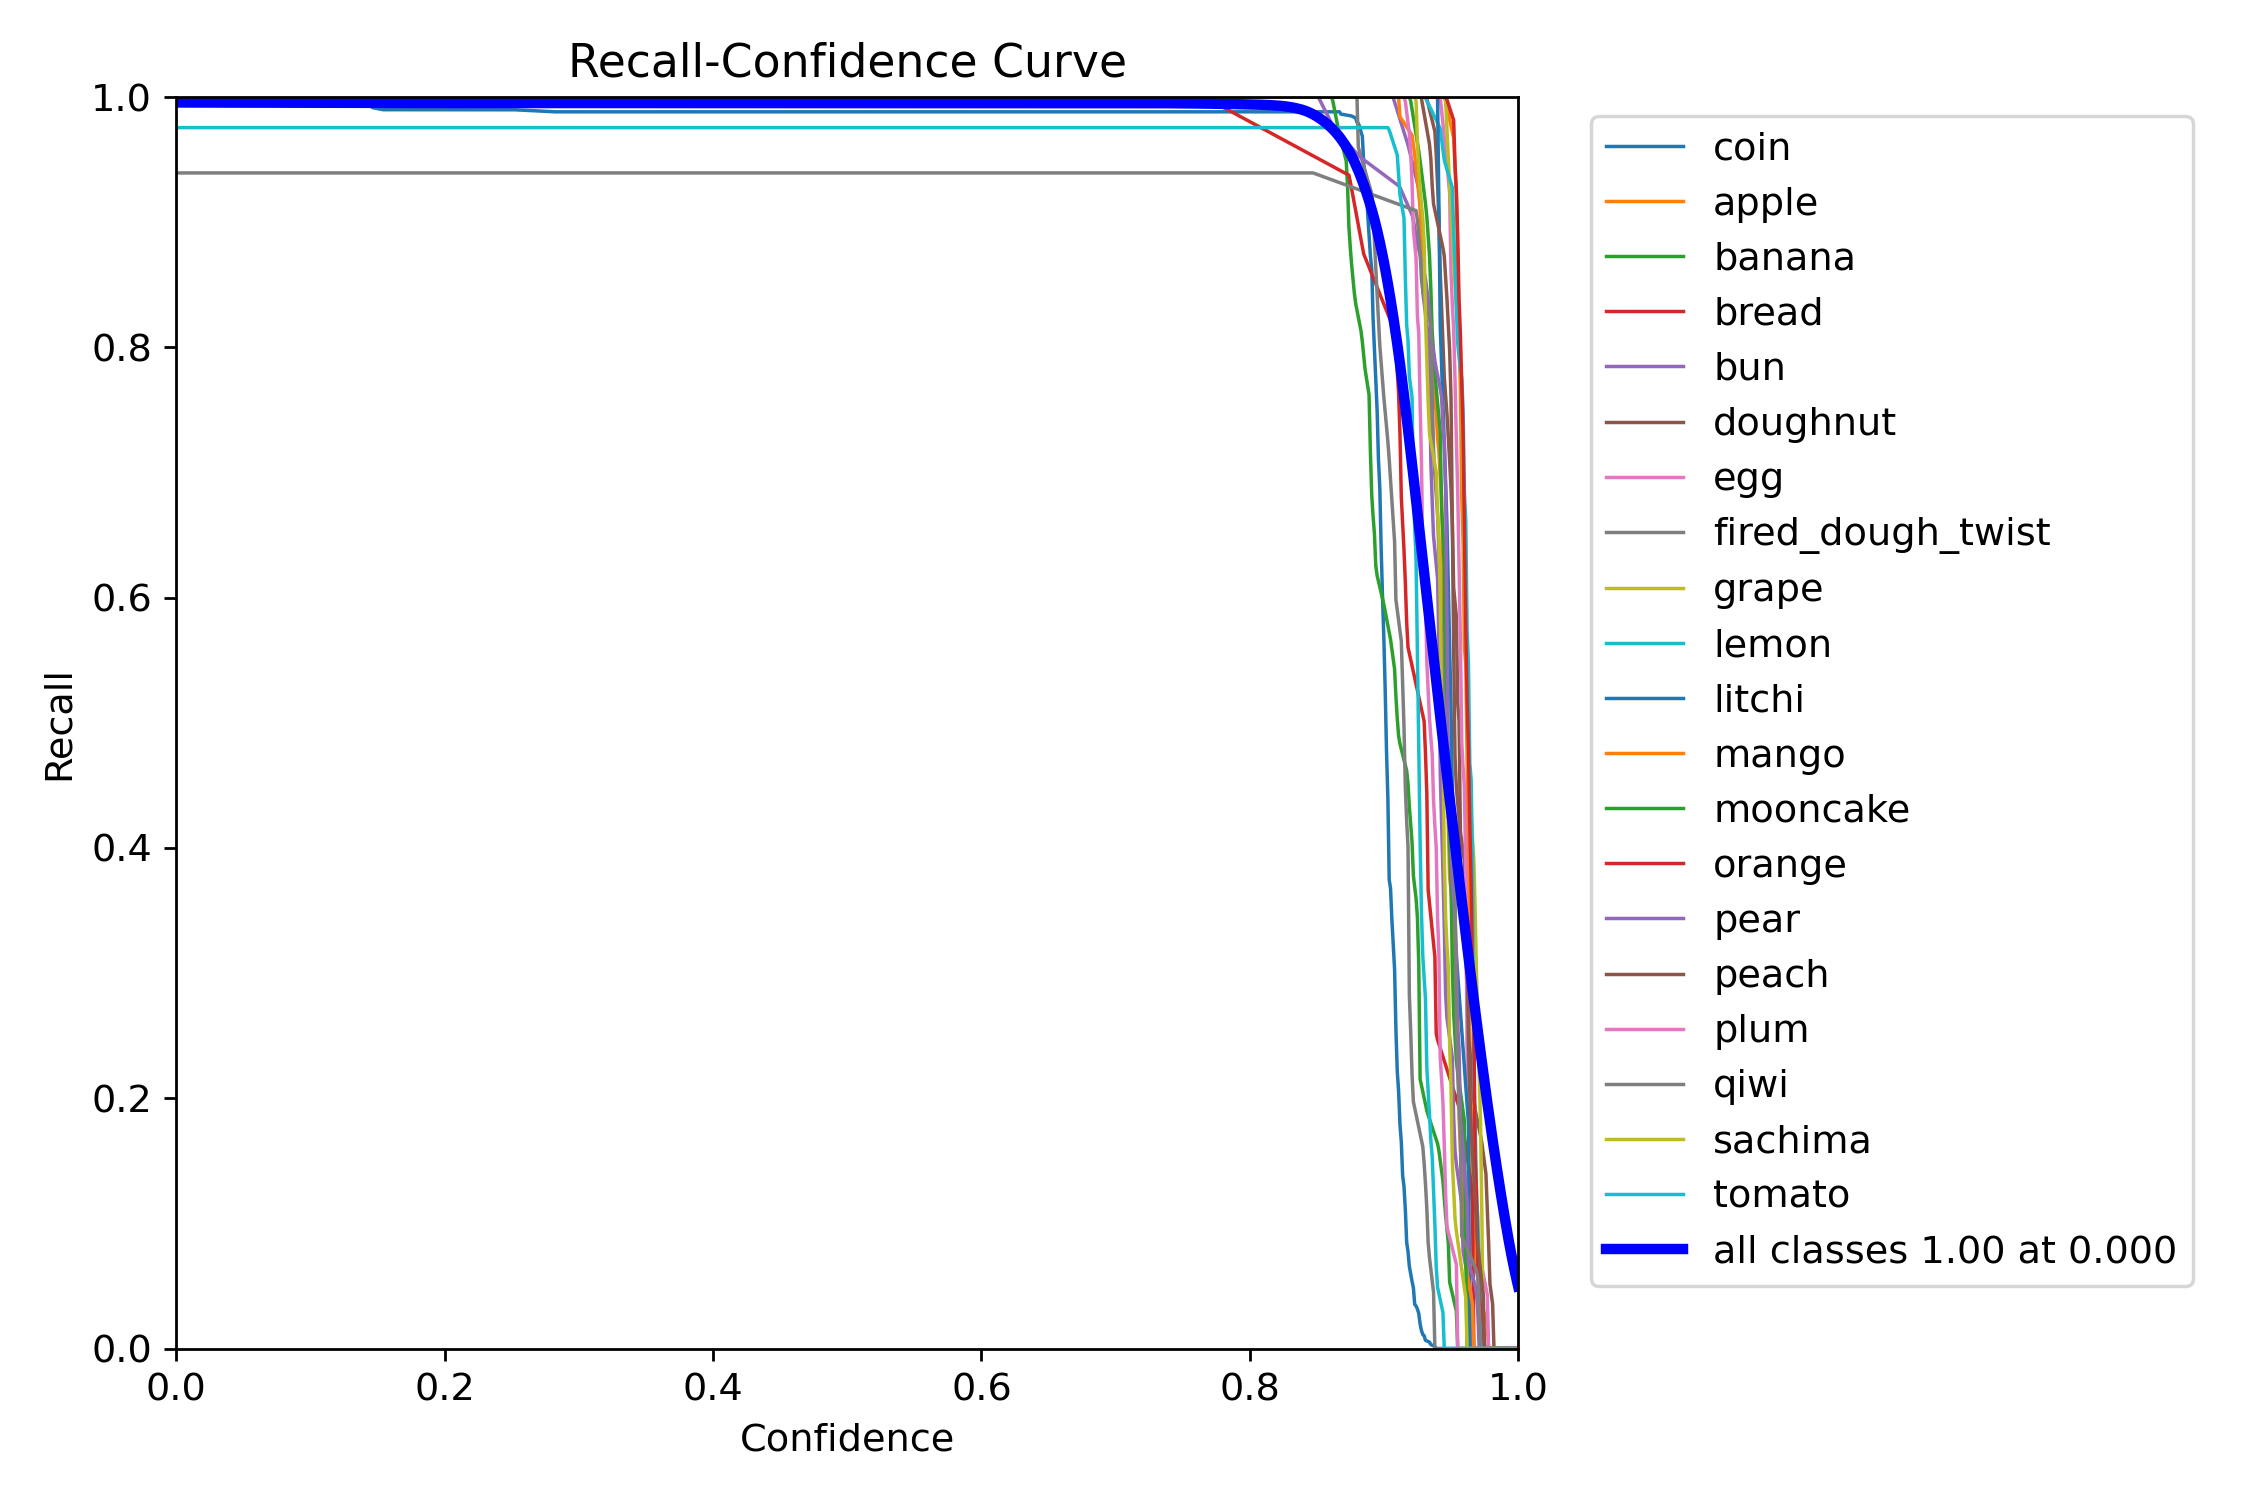 Recall-Confidence Curve
1.0
0.8
0.6
0.4
0.2
0.0
Recall
0.0 0.2 0.4 0.6 0.8 1.0
Confidence
coin
apple
banana
bread
bun
doughnut
egg
fired_dough_twist
grape
lemon
litchi
mango
mooncake
orange
pear
peach
plum
qiwi
sachima
tomato
all classes 1.00 at 0.000